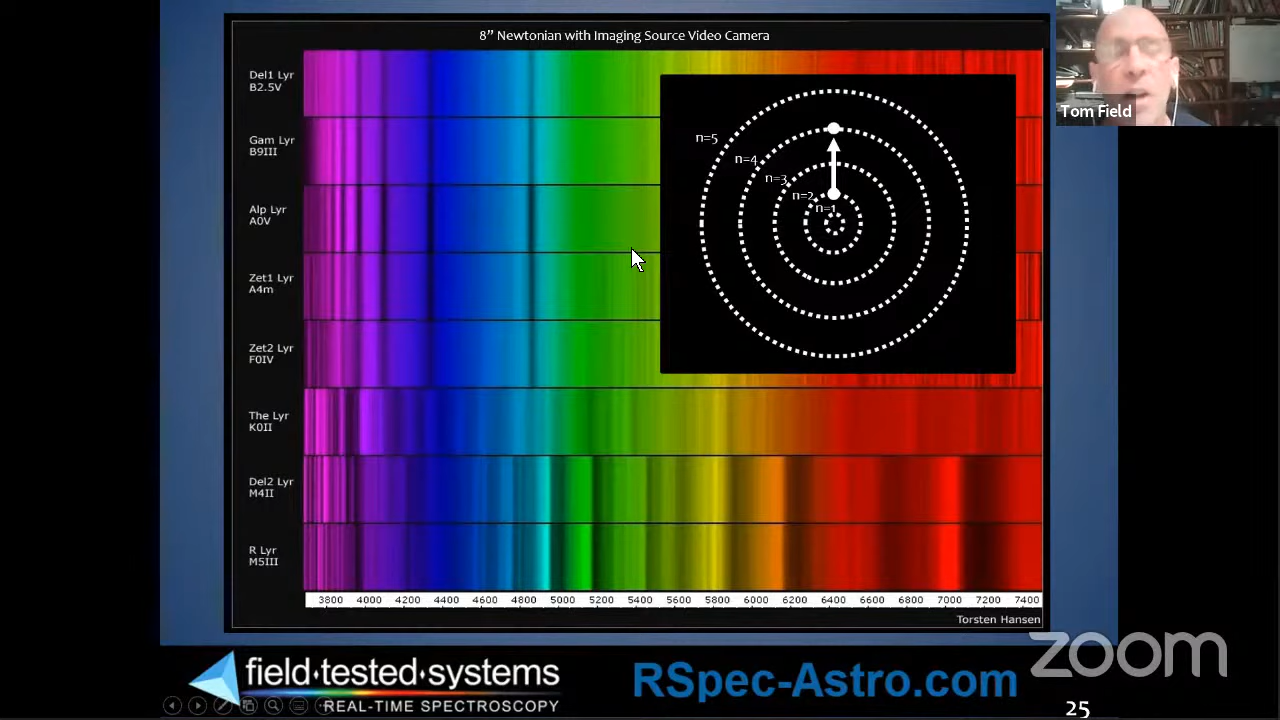 8” Newtonian with Imaging Source Video Camera
Del1 Lyr
B2.5V
Gam Lyr
B9III
Alp Lyr
A0V
Zet1 Lyr
A4m
Zet2 Lyr
F0IV
The Lyr
K0II
Del2 Lyr
M4II
R Lyr
M5III
n=5
n=4
n=3
n=2
n=1
3800 4000 4200 4400 4600 4800 5000 5200 5400 5600 5800 6000 6200 6400 6600 6800 7000 7200 7400
Torsten Hansen
Tom Field
field·tested·systems
REAL-TIME SPECTROSCOPY
RSpec-Astro.com
zoom
25